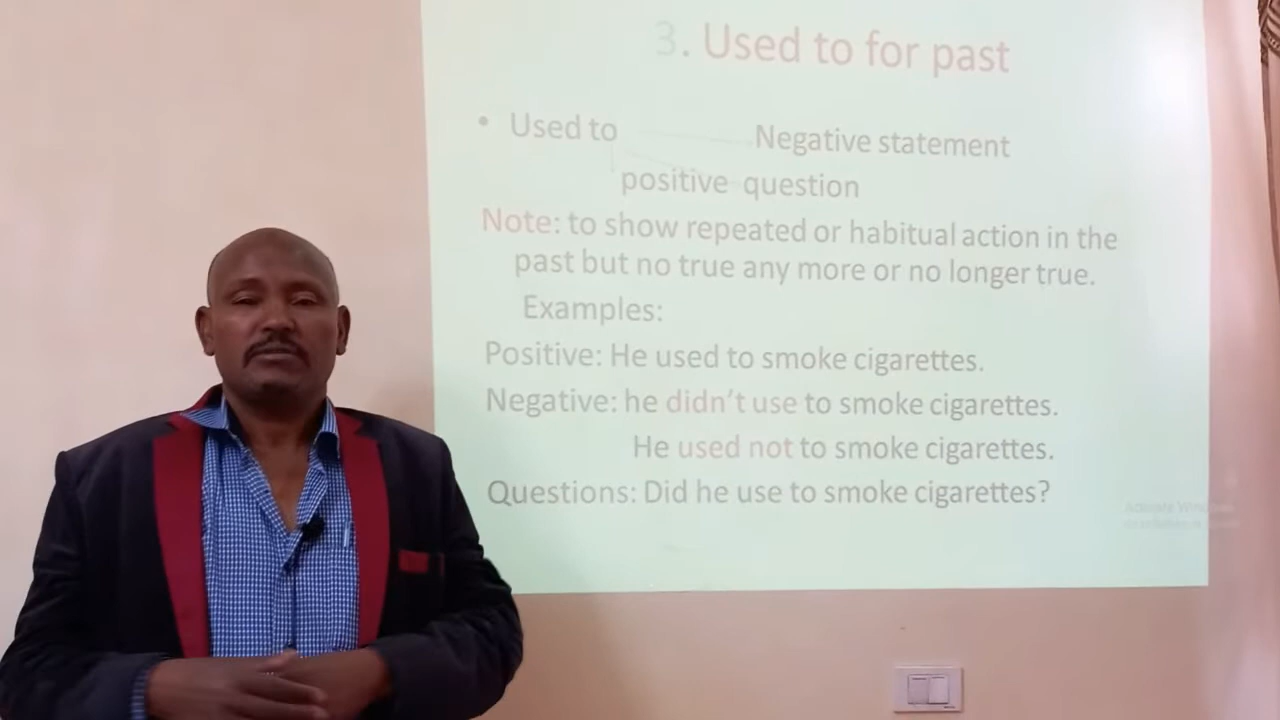 3. Used to for past
• Used to Negative statement
positive question
Note: to show repeated or habitual action in the
past but no true any more or no longer true.
Examples:
Positive: He used to smoke cigarettes.
Negative: he didn't use to smoke cigarettes.
He used not to smoke cigarettes.
Questions: Did he use to smoke cigarettes?
Activate